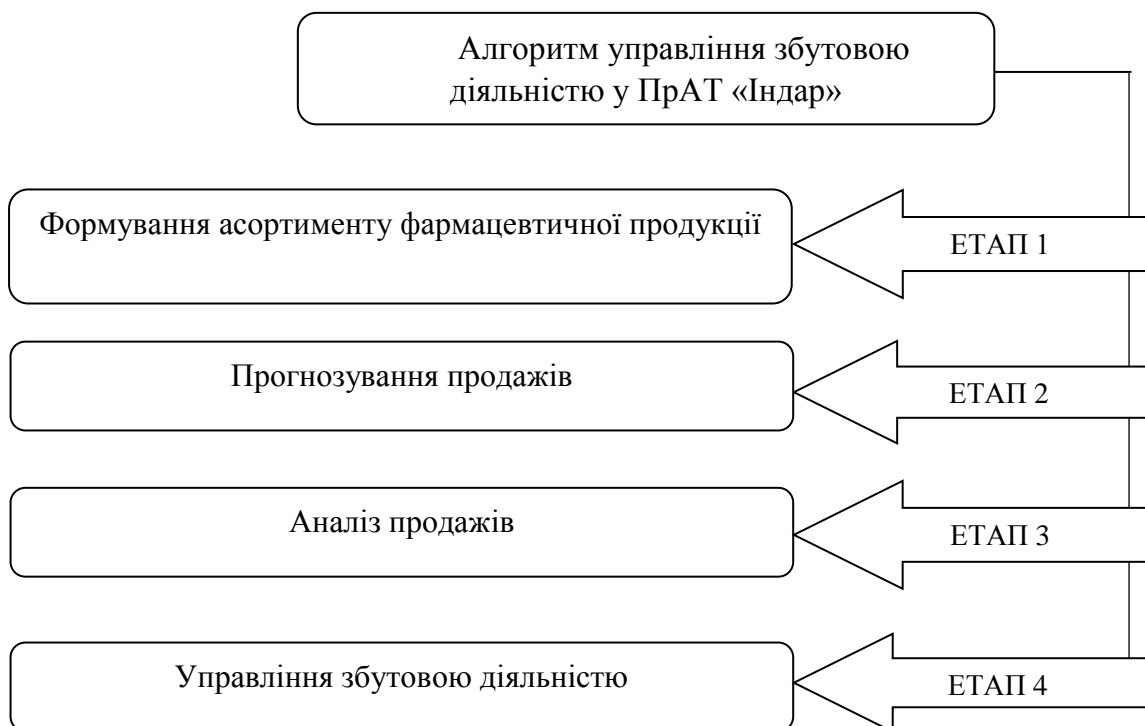 Алгоритм управління збутовою
діяльністю у ПрАТ «Індар»
Формування асортименту фармацевтичної продукції
ЕТАП 1
Прогнозування продажів
ЕТАП 2
Аналіз продажів
ЕТАП 3
Управління збутовою діяльністю
ЕТАП 4